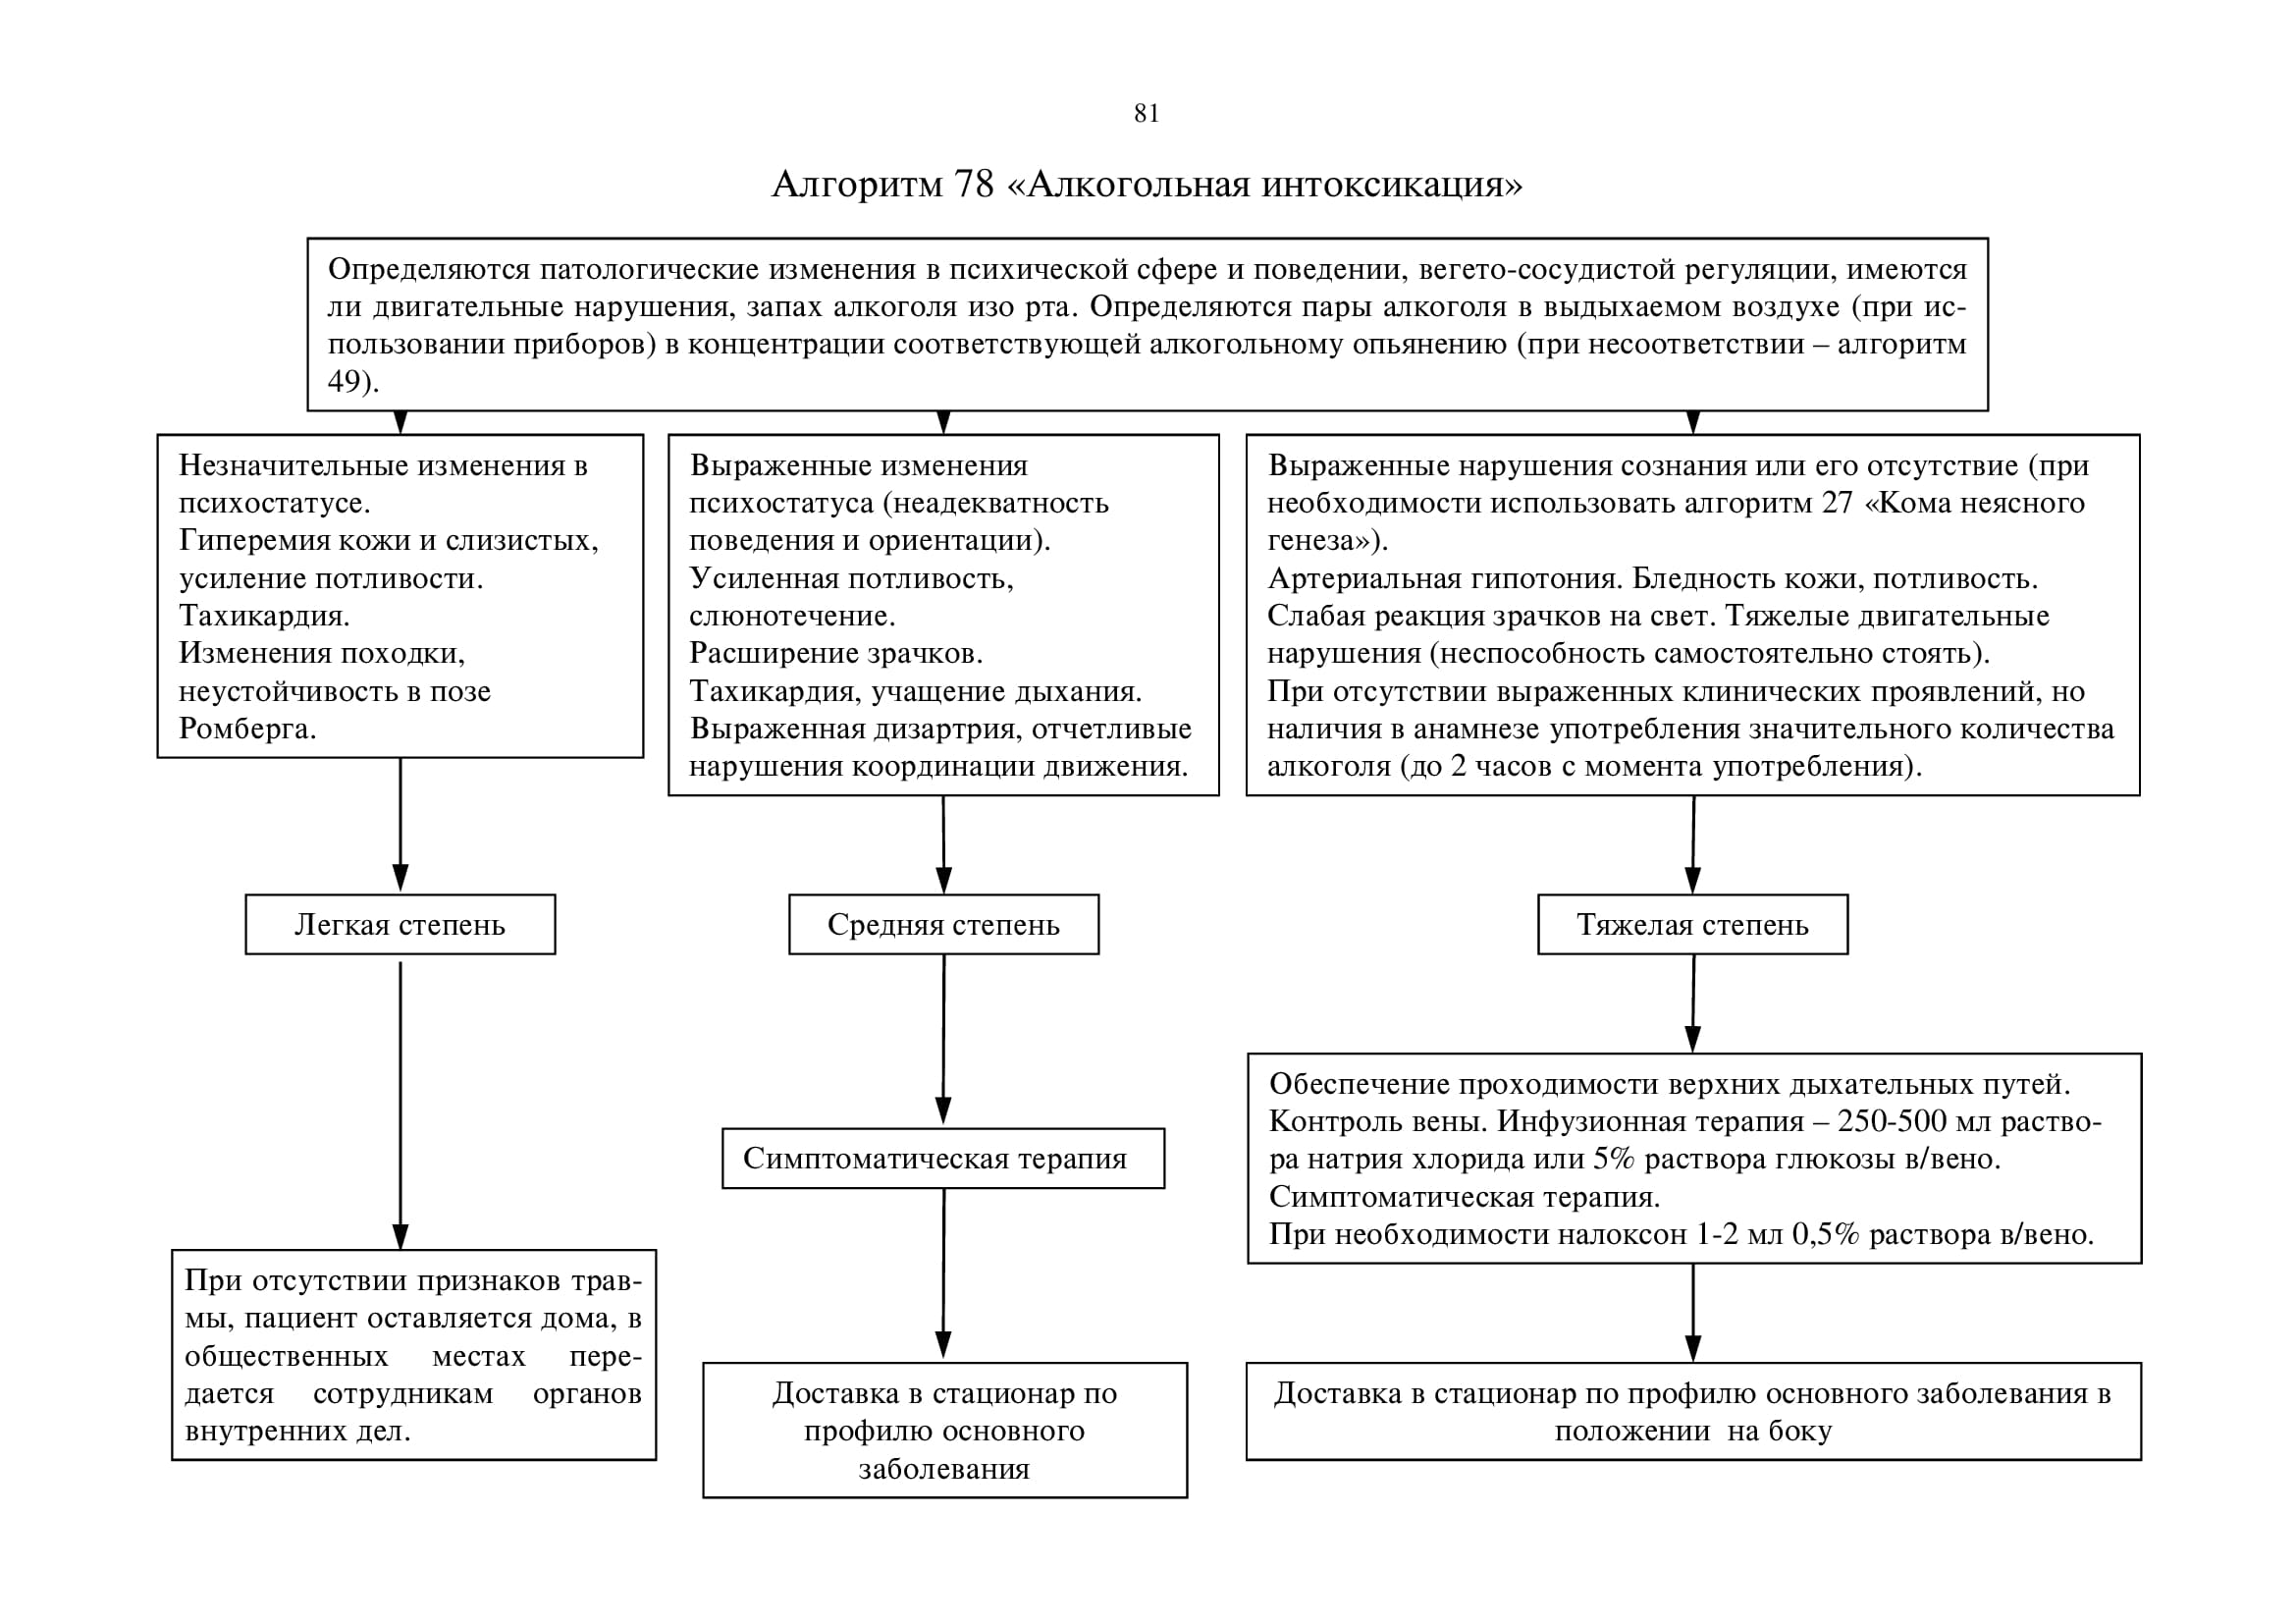 81
Алгоритм 78 «Алкогольная интоксикация»
Определяются патологические изменения в психической сфере и поведении, вегето-сосудистой регуляции, имеются
ли двигательные нарушения, запах алкоголя изо рта. Определяются пары алкоголя в выдыхаемом воздухе (при ис-
пользовании приборов) в концентрации соответствующей алкогольному опьянению (при несоответствии – алгоритм
49).
Незначительные изменения в
психостатусе.
Гиперемия кожи и слизистых,
усиление потливости.
Тахикардия.
Изменения походки,
неустойчивость в позе
Ромберга.
Выраженные изменения
психостатуса (неадекватность
поведения и ориентации).
Усиленная потливость,
слюнотечение.
Расширение зрачков.
Тахикардия, учащение дыхания.
Выраженная дизартрия, отчетливые
нарушения координации движения.
Выраженные нарушения сознания или его отсутствие (при
необходимости использовать алгоритм 27 «Кома неясного
генеза»).
Артериальная гипотония. Бледность кожи, потливость.
Слабая реакция зрачков на свет. Тяжелые двигательные
нарушения (неспособность самостоятельно стоять).
При отсутствии выраженных клинических проявлений, но
наличия в анамнезе употребления значительного количества
алкоголя (до 2 часов с момента употребления).
Легкая степень
Средняя степень
Тяжелая степень
Симптоматическая терапия
Обеспечение проходимости верхних дыхательных путей.
Контроль вены. Инфузионная терапия – 250-500 мл раство-
ра натрия хлорида или 5% раствора глюкозы в/вено.
Симптоматическая терапия.
При необходимости налоксон 1-2 мл 0,5% раствора в/вено.
При отсутствии признаков трав-
мы, пациент оставляется дома, в
общественных местах пере-
дается сотрудникам органов
внутренних дел.
Доставка в стационар по
профилю основного
заболевания
Доставка в стационар по профилю основного заболевания в
положении на боку